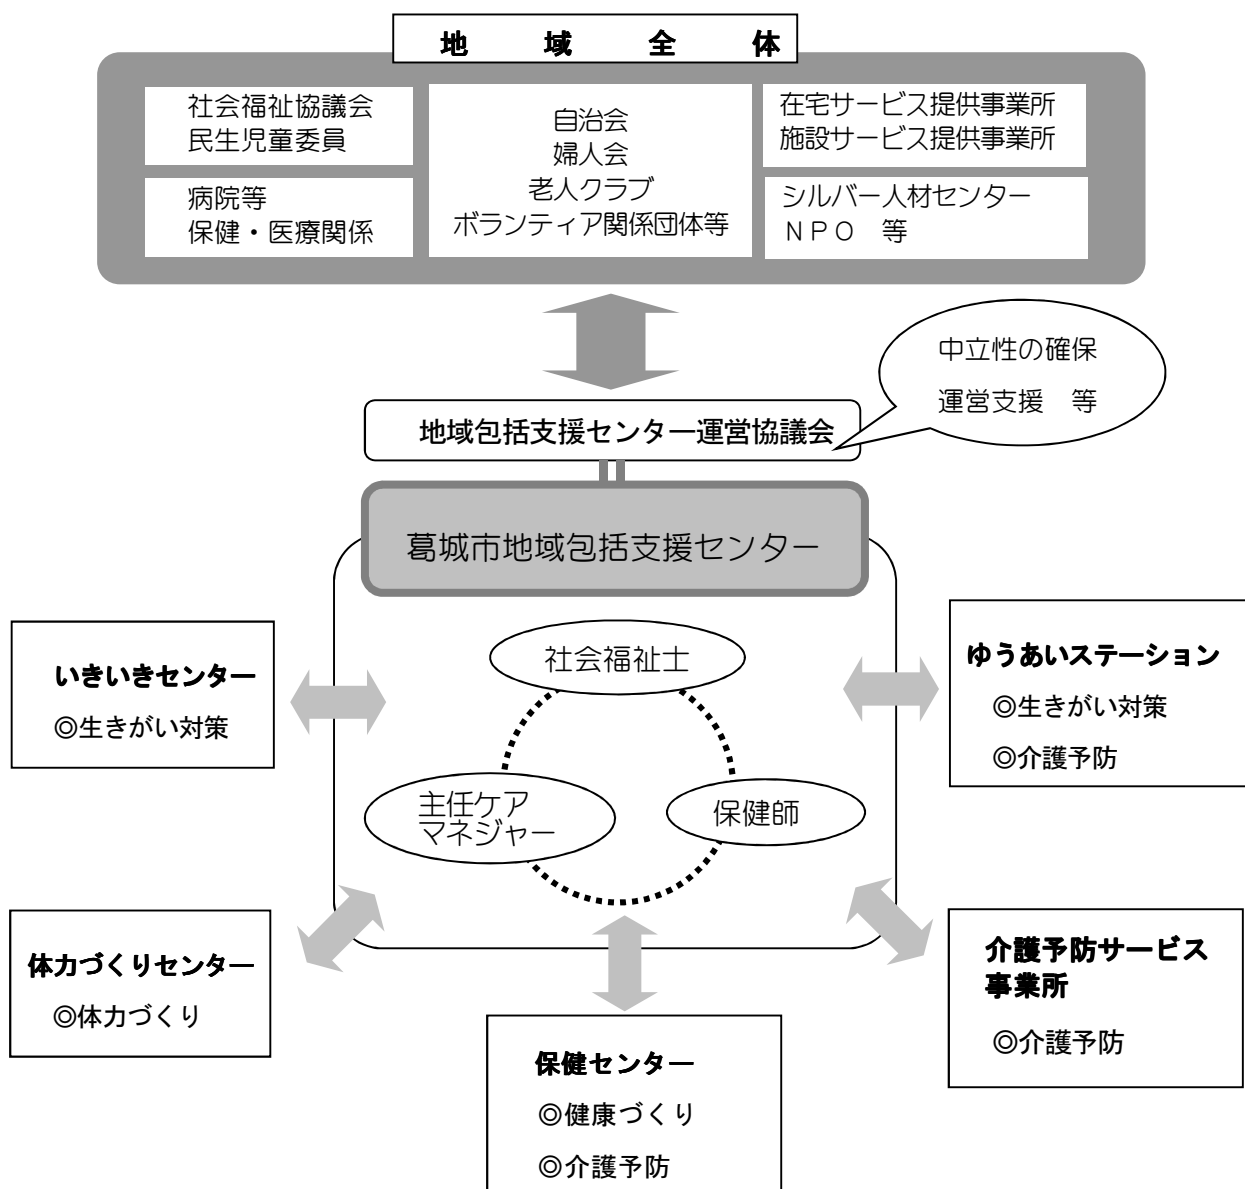 地域全体
社会福祉協議会
民生児童委員
病院等
保健・医療関係
自治会
婦人会
老人クラブ
ボランティア関係団体等
在宅サービス提供事業所
施設サービス提供事業所
シルバー人材センター
ＮＰＯ　等
中立性の確保
運営支援　等
地域包括支援センター運営協議会
葛城市地域包括支援センター
社会福祉士
主任ケア
マネジャー
保健師
いきいきセンター
◎生きがい対策
ゆうあいステーション
◎生きがい対策
◎介護予防
体力づくりセンター
◎体力づくり
保健センター
◎健康づくり
◎介護予防
介護予防サービス
事業所
◎介護予防